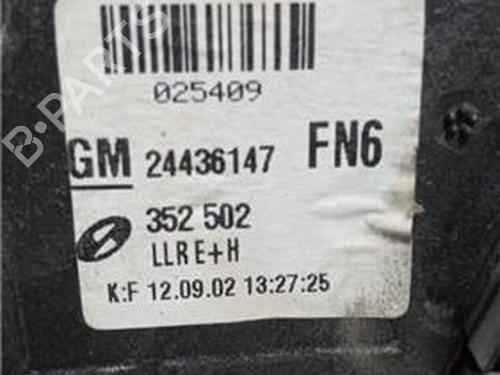 B-PARTS
025409
GM 24436147 FN6
352 502
LLR E+H
K:F 12.09.02 13:27:25